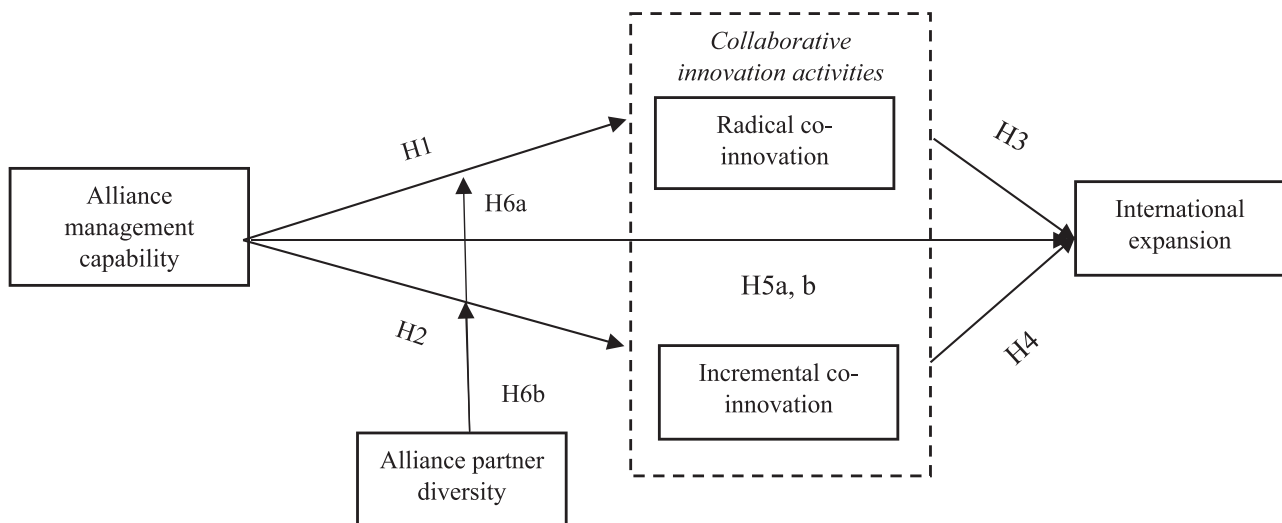 Collaborative
innovation activities
Radical co-
innovation
H1
H3
Alliance
management
capability
H6a
International
expansion
H5a, b
H2
H4
Incremental co-
innovation
H6b
Alliance partner
diversity